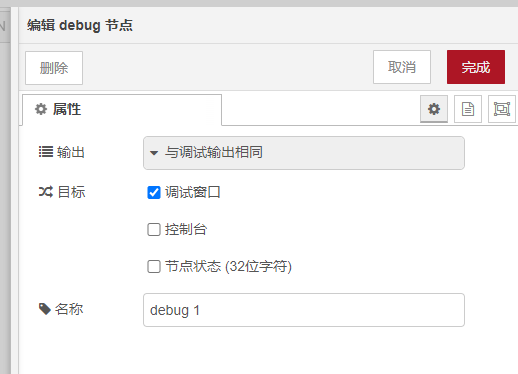 N
编辑 debug 节点
删除
取消
完成
属性
输出
与调试输出相同
目标
调试窗口
控制台
节点状态 (32位字符)
名称
debug 1